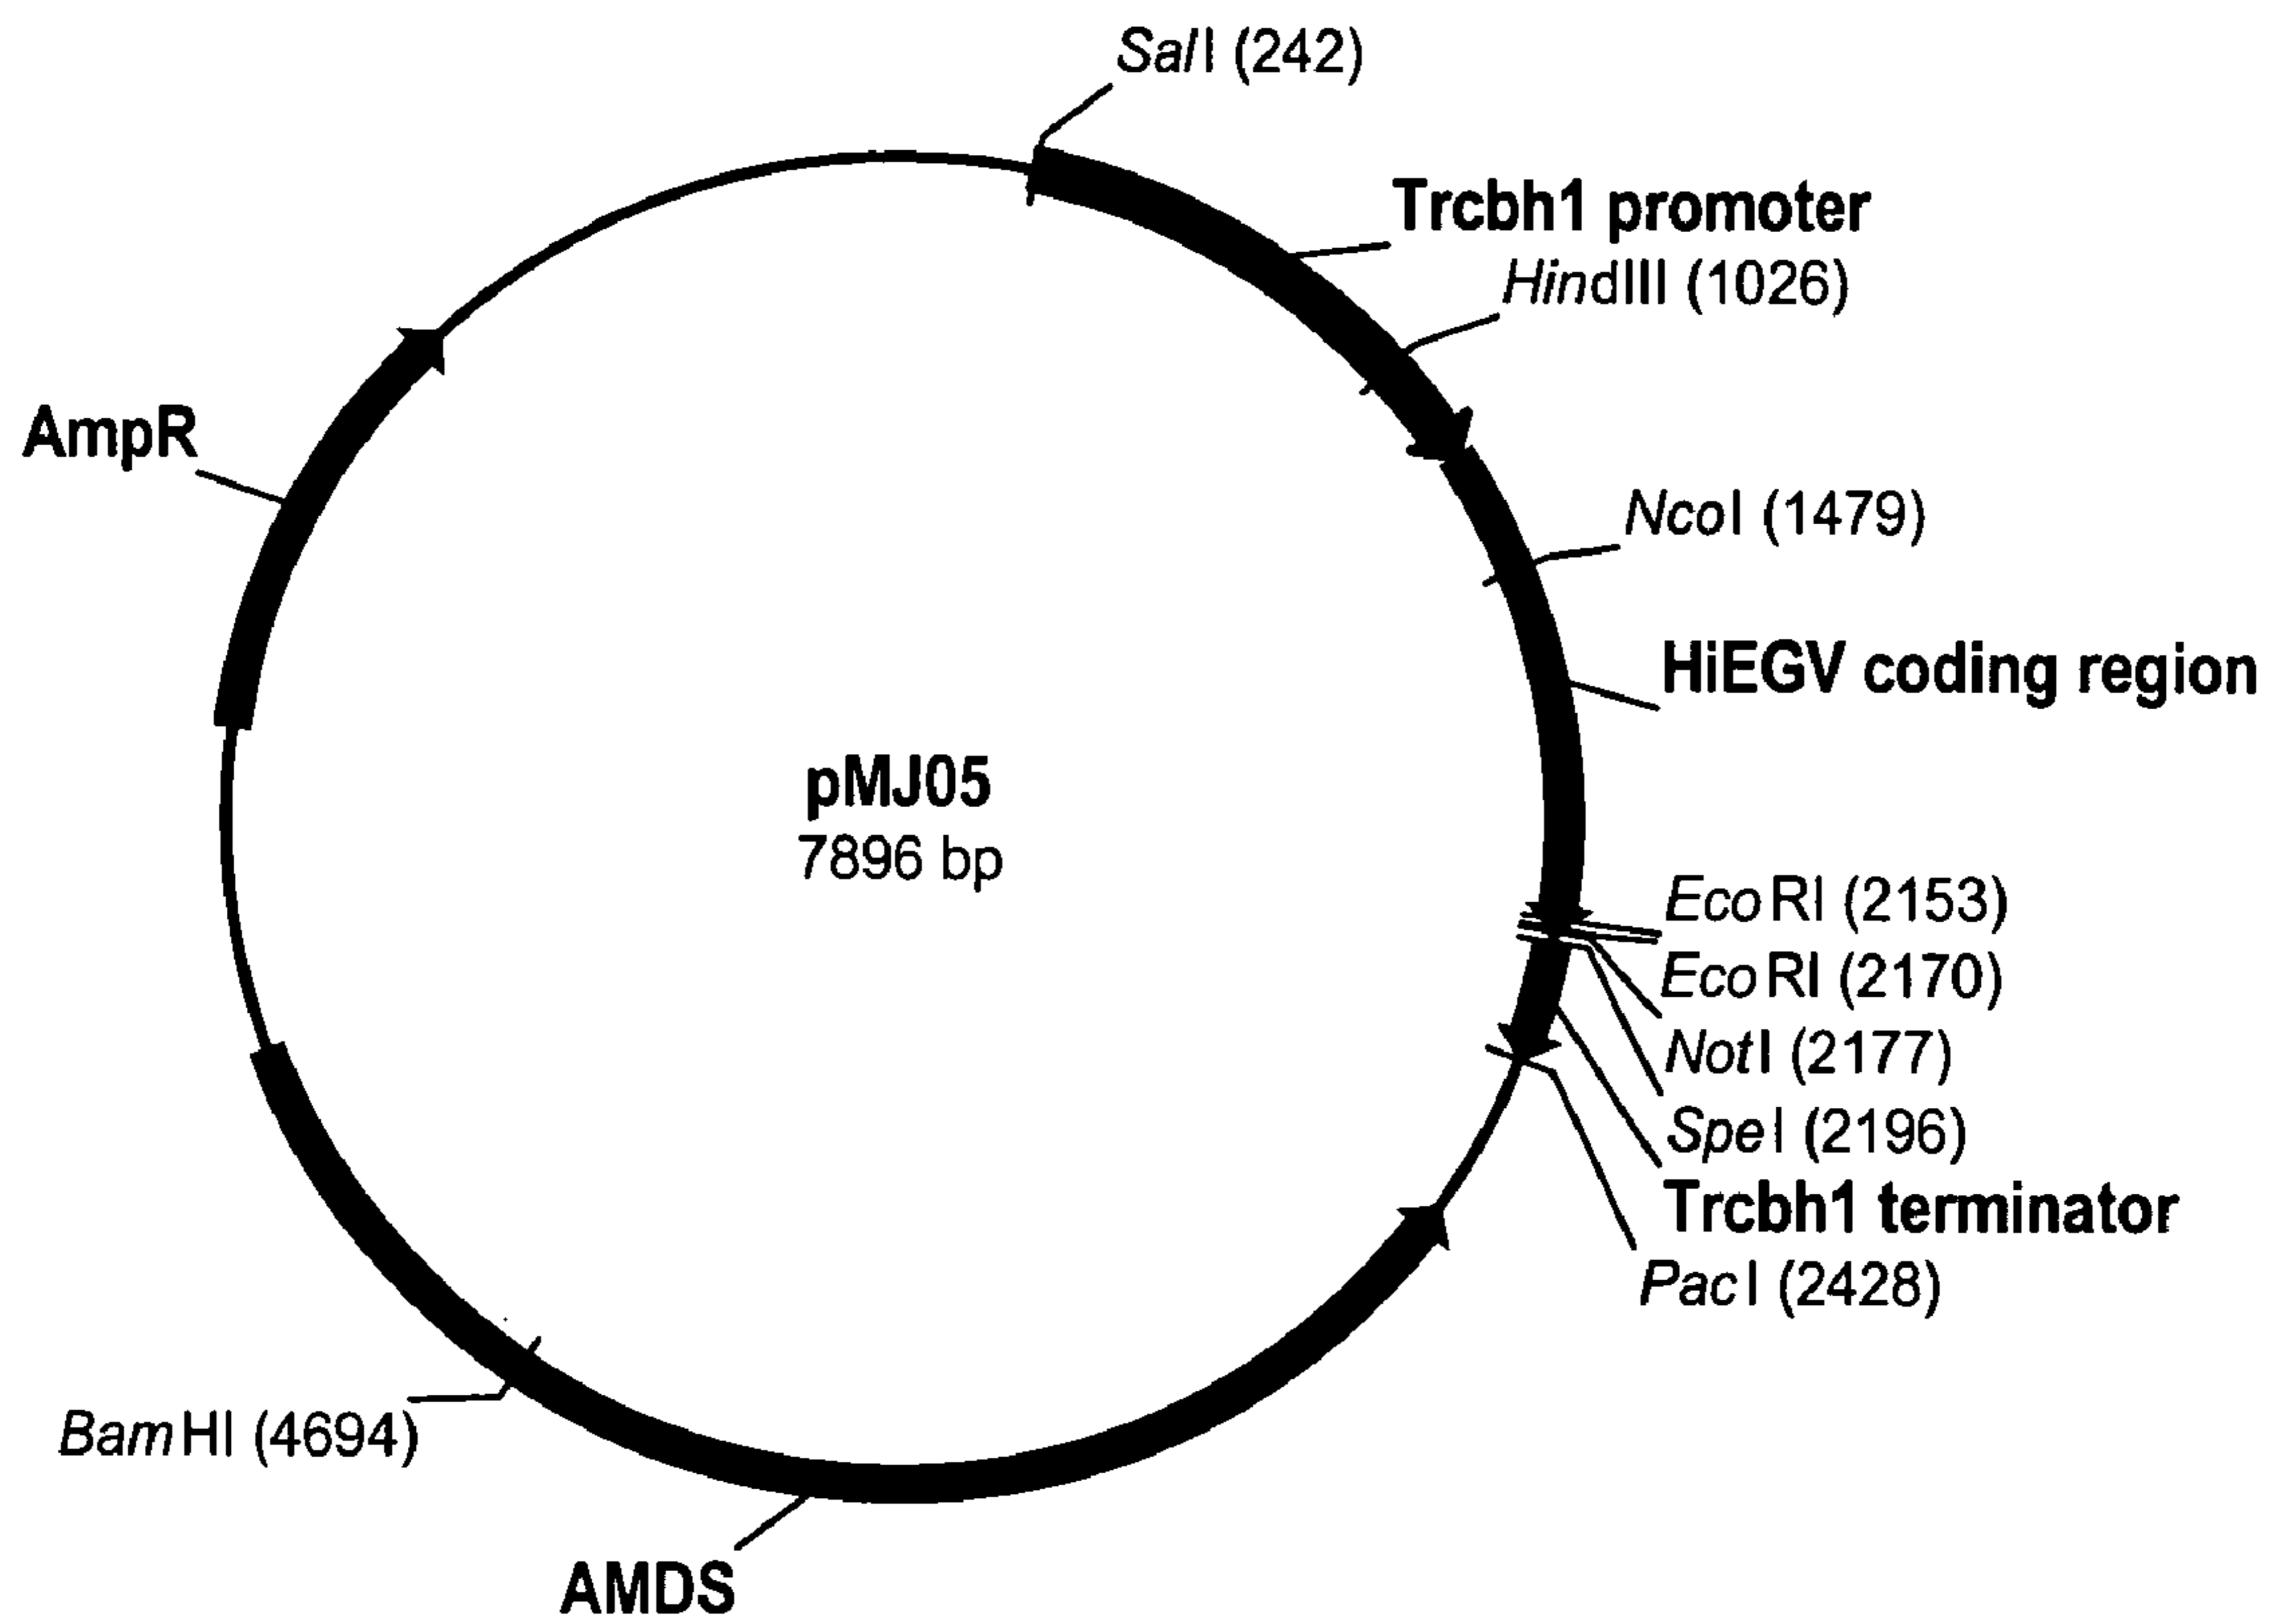 SalI (242)
Trcbh1 promoter
HindIII (1026)
AmpR
NcoI (1479)
HiEGV coding region
pMJ05
7896 bp
EcoRI (2153)
EcoRI (2170)
NotI (2177)
SpeI (2196)
Trcbh1 terminator
PacI (2428)
BamHI (4694)
AMDS